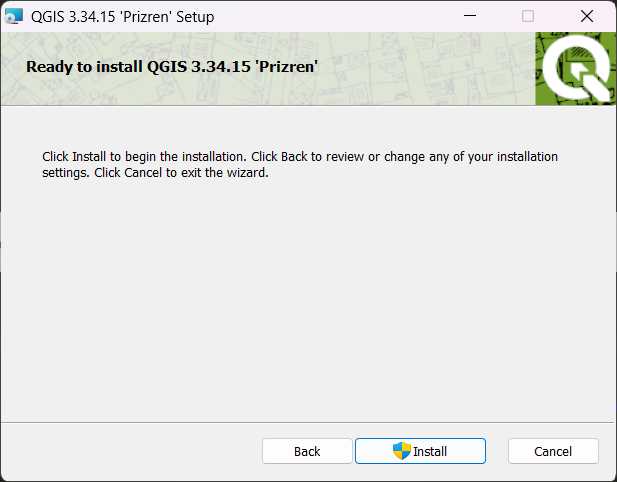 QGIS 3.34.15 'Prizren' Setup
Ready to install QGIS 3.34.15 'Prizren'
Click Install to begin the installation. Click Back to review or change any of your installation
settings. Click Cancel to exit the wizard.
Back
Install
Cancel